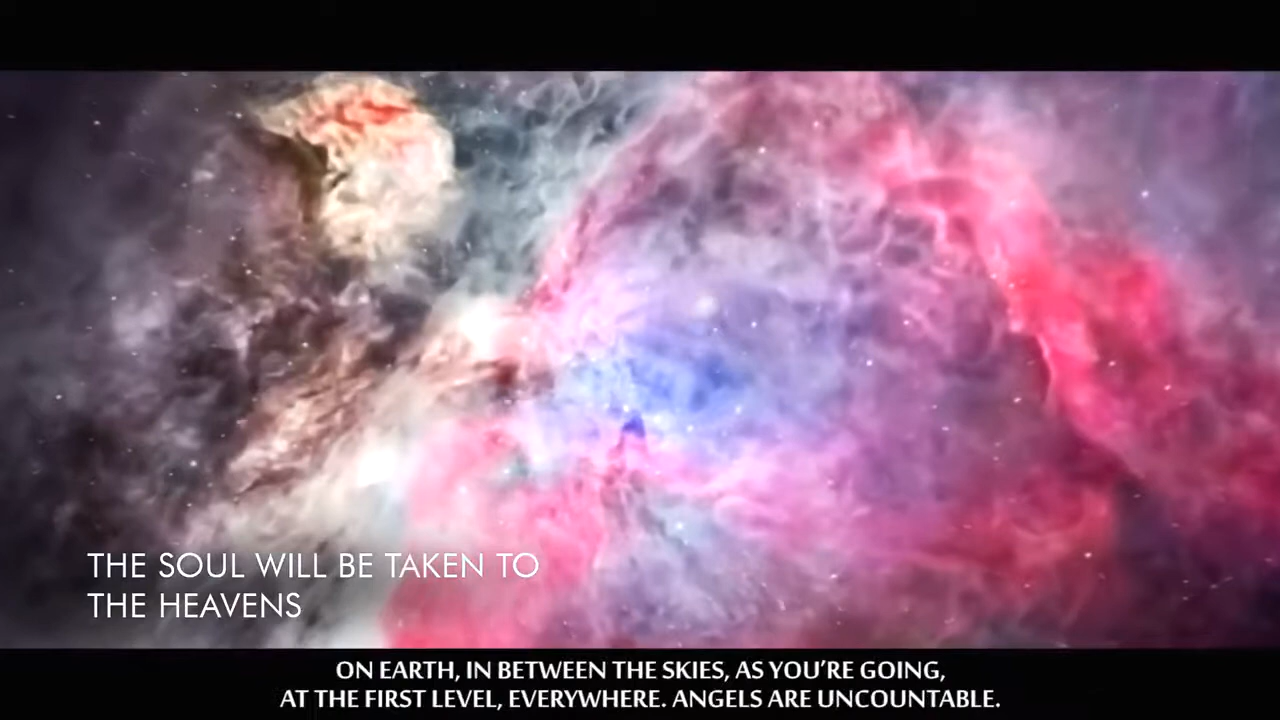 THE SOUL WILL BE TAKEN TO
THE HEAVENS
ON EARTH, IN BETWEEN THE SKIES, AS YOU'RE GOING,
AT THE FIRST LEVEL, EVERYWHERE. ANGELS ARE UNCOUNTABLE.